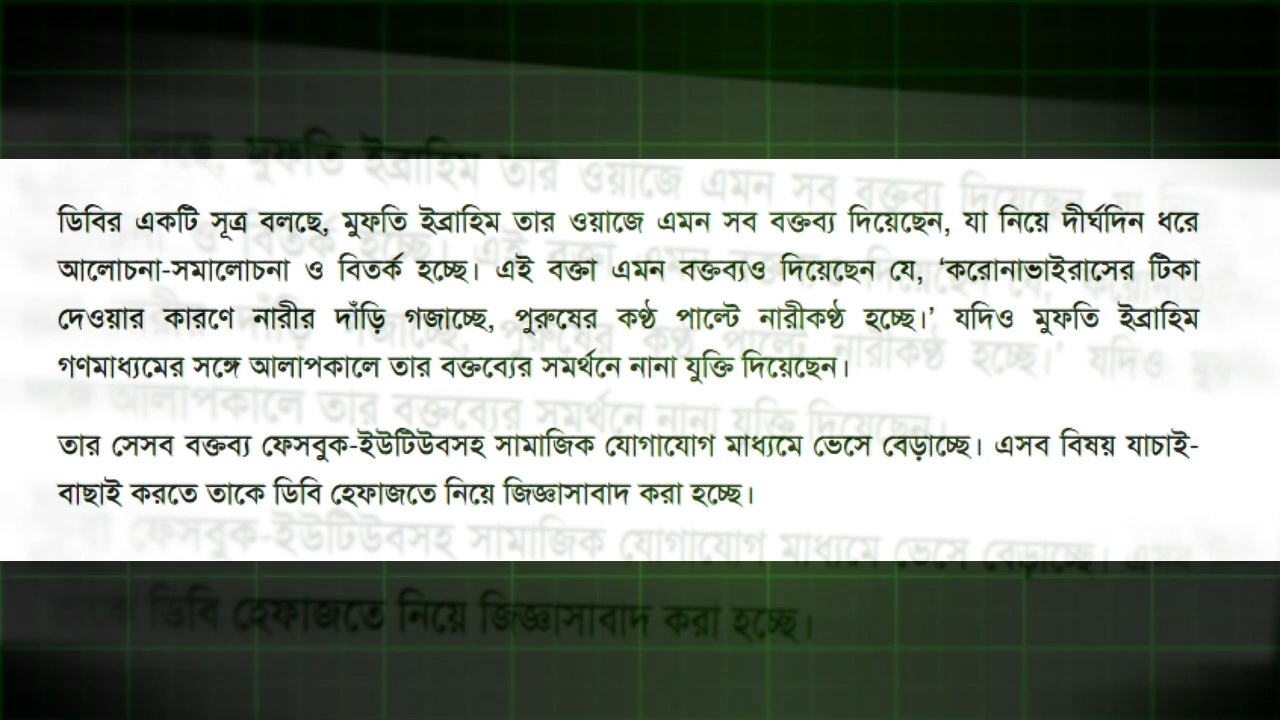 ডিবির একটি সূত্র বলছে, মুফতি ইব্রাহিম তার ওয়াজে এমন সব বক্তব্য দিয়েছেন, যা নিয়ে দীর্ঘদিন ধরে
আলোচনা-সমালোচনা ও বিতর্ক হচ্ছে। এই বক্তা এমন বক্তব্যও দিয়েছেন যে, ‘করোনাভাইরাসের টিকা
দেওয়ার কারণে নারীর দাঁড়ি গজাচ্ছে, পুরুষের কণ্ঠ পাল্টে নারীকণ্ঠ হচ্ছে।’ যদিও মুফতি ইব্রাহিম
গণমাধ্যমের সঙ্গে আলাপকালে তার বক্তব্যের সমর্থনে নানা যুক্তি দিয়েছেন।
তার সেসব বক্তব্য ফেসবুক-ইউটিউবসহ সামাজিক যোগাযোগ মাধ্যমে ভেসে বেড়াচ্ছে। এসব বিষয় যাচাই-
বাছাই করতে তাকে ডিবি হেফাজতে নিয়ে জিজ্ঞাসাবাদ করা হচ্ছে।